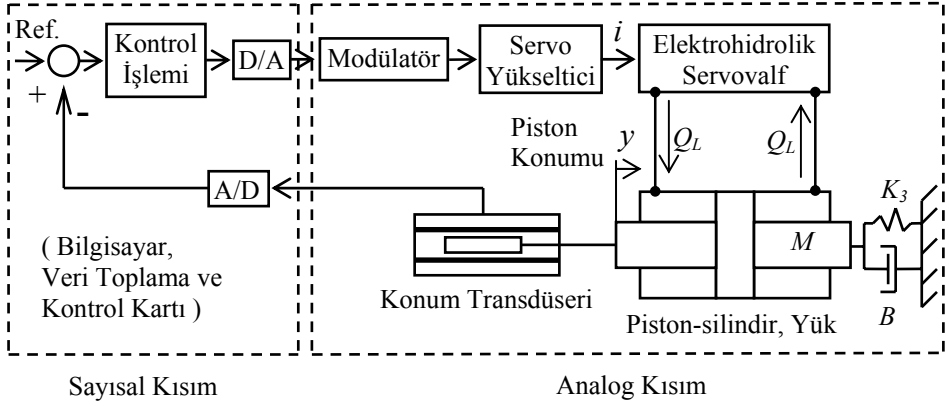 Ref.
+
-
Kontrol
İşlemi
D/A
Modülatör
Servo
Yükseltici
i
Elektrohidrolik
Servovalf
Piston
Konumu
y
Q_L
Q_L
A/D
K_3
M
B
( Bilgisayar,
Veri Toplama ve
Kontrol Kartı )
Konum Transdüseri
Piston-silindir, Yük
Sayısal Kısım
Analog Kısım